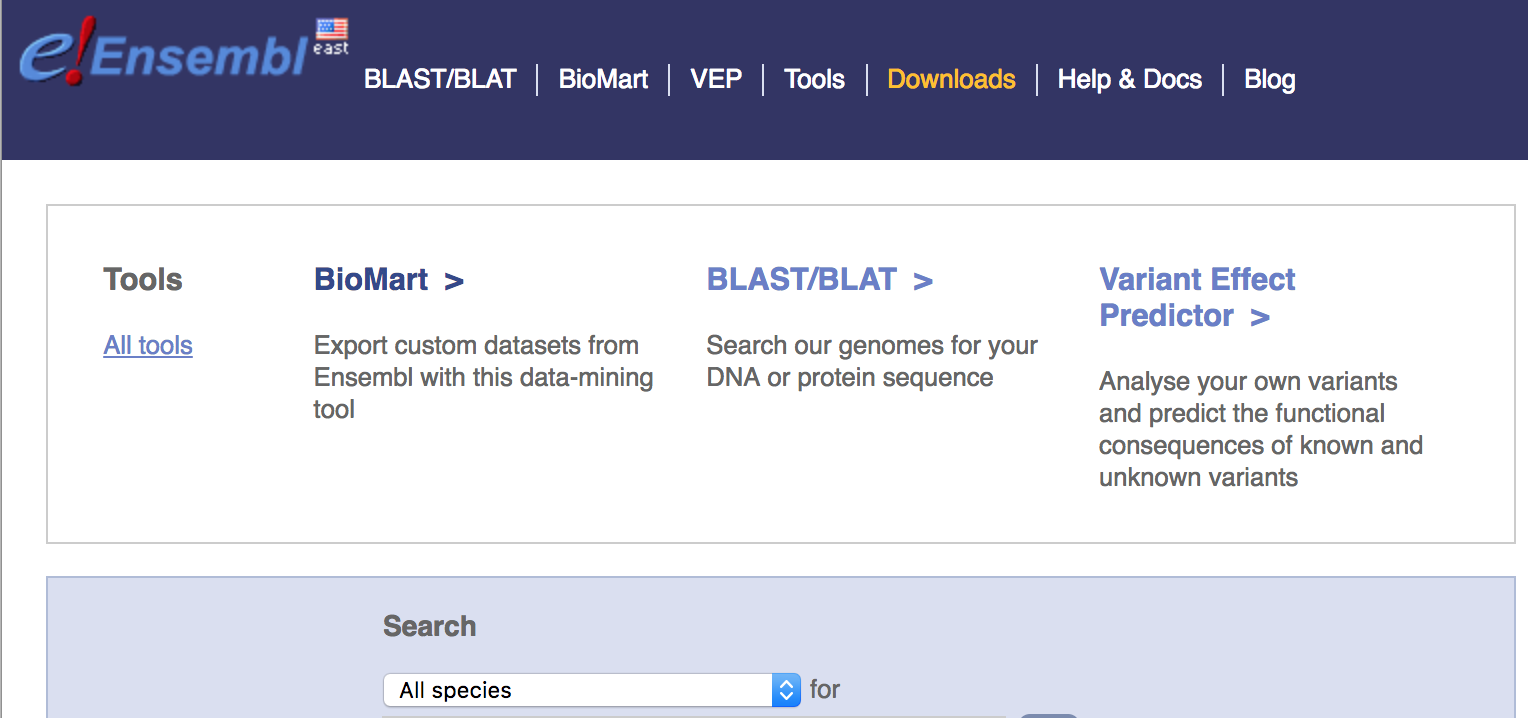 e!Ensembl east
BLAST/BLAT | BioMart | VEP | Tools | Downloads | Help & Docs | Blog
Tools
All tools
BioMart >
Export custom datasets from
Ensembl with this data-mining
tool
BLAST/BLAT >
Search our genomes for your
DNA or protein sequence
Variant Effect
Predictor >
Analyse your own variants
and predict the functional
consequences of known and
unknown variants
Search
All species for